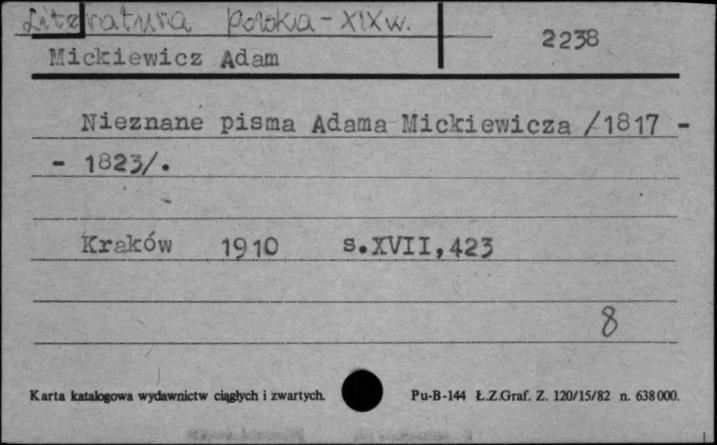 Literatura polska - XIX w.
2238
Mickiewicz Adam
Nieznane pisma Adama Mickiewicza /1817 -
- 1823/.
Kraków 1910 s.XVII,423
8
Karta katalogowa wydawnictw ciągłych i zwartych.
Pu-B-144 Ł.Z.Graf. Z. 120/15/82 n. 638000.